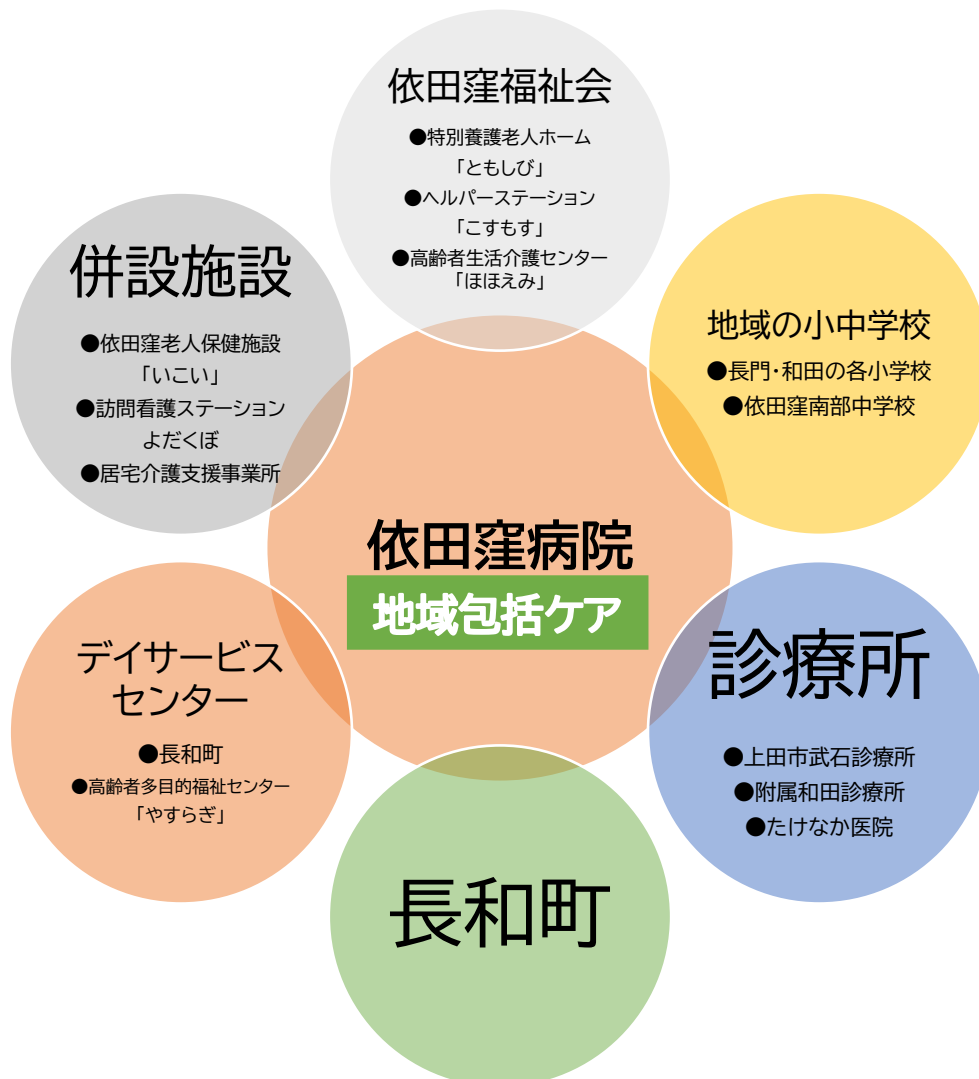 依田窪福祉会
●特別養護老人ホーム
「ともしび」
●ヘルパーステーション
「こすもす」
●高齢者生活介護センター
「ほほえみ」
併設施設
●依田窪老人保健施設
「いこい」
●訪問看護ステーション
よだくぼ
●居宅介護支援事業所
地域の小中学校
●長門・和田の各小学校
●依田窪南部中学校
依田窪病院
地域包括ケア
デイサービス
センター
●長和町
●高齢者多目的福祉センター
「やすらぎ」
診療所
●上田市武石診療所
●附属和田診療所
●たけなか医院
長和町